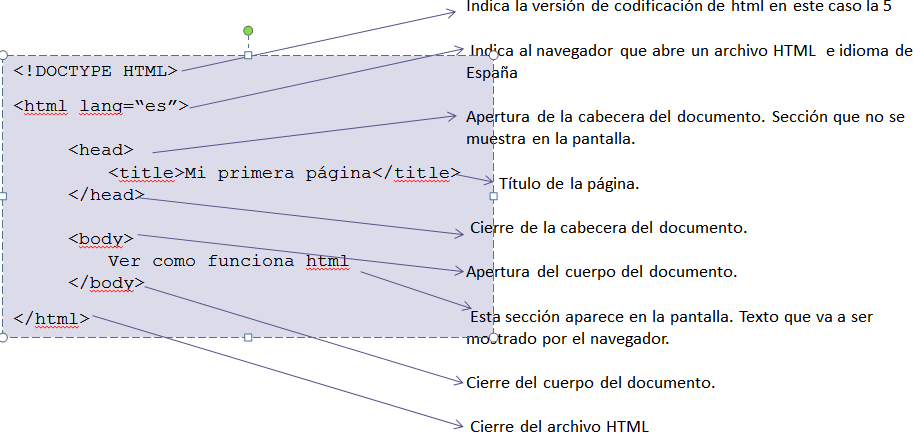 Indica la versión de codificación de html en este caso la 5
<!DOCTYPE HTML>
Indica al navegador que abre un archivo HTML e idioma de
España
<html lang=“es”>
Apertura de la cabecera del documento. Sección que no se
muestra en la pantalla.
<head>
<title>Mi primera página</title>
Título de la página.
</head>
Cierre de la cabecera del documento.
<body>
Ver como funciona html
Apertura del cuerpo del documento.
</body>
Esta sección aparece en la pantalla. Texto que va a ser
mostrado por el navegador.
</html>
Cierre del cuerpo del documento.
Cierre del archivo HTML